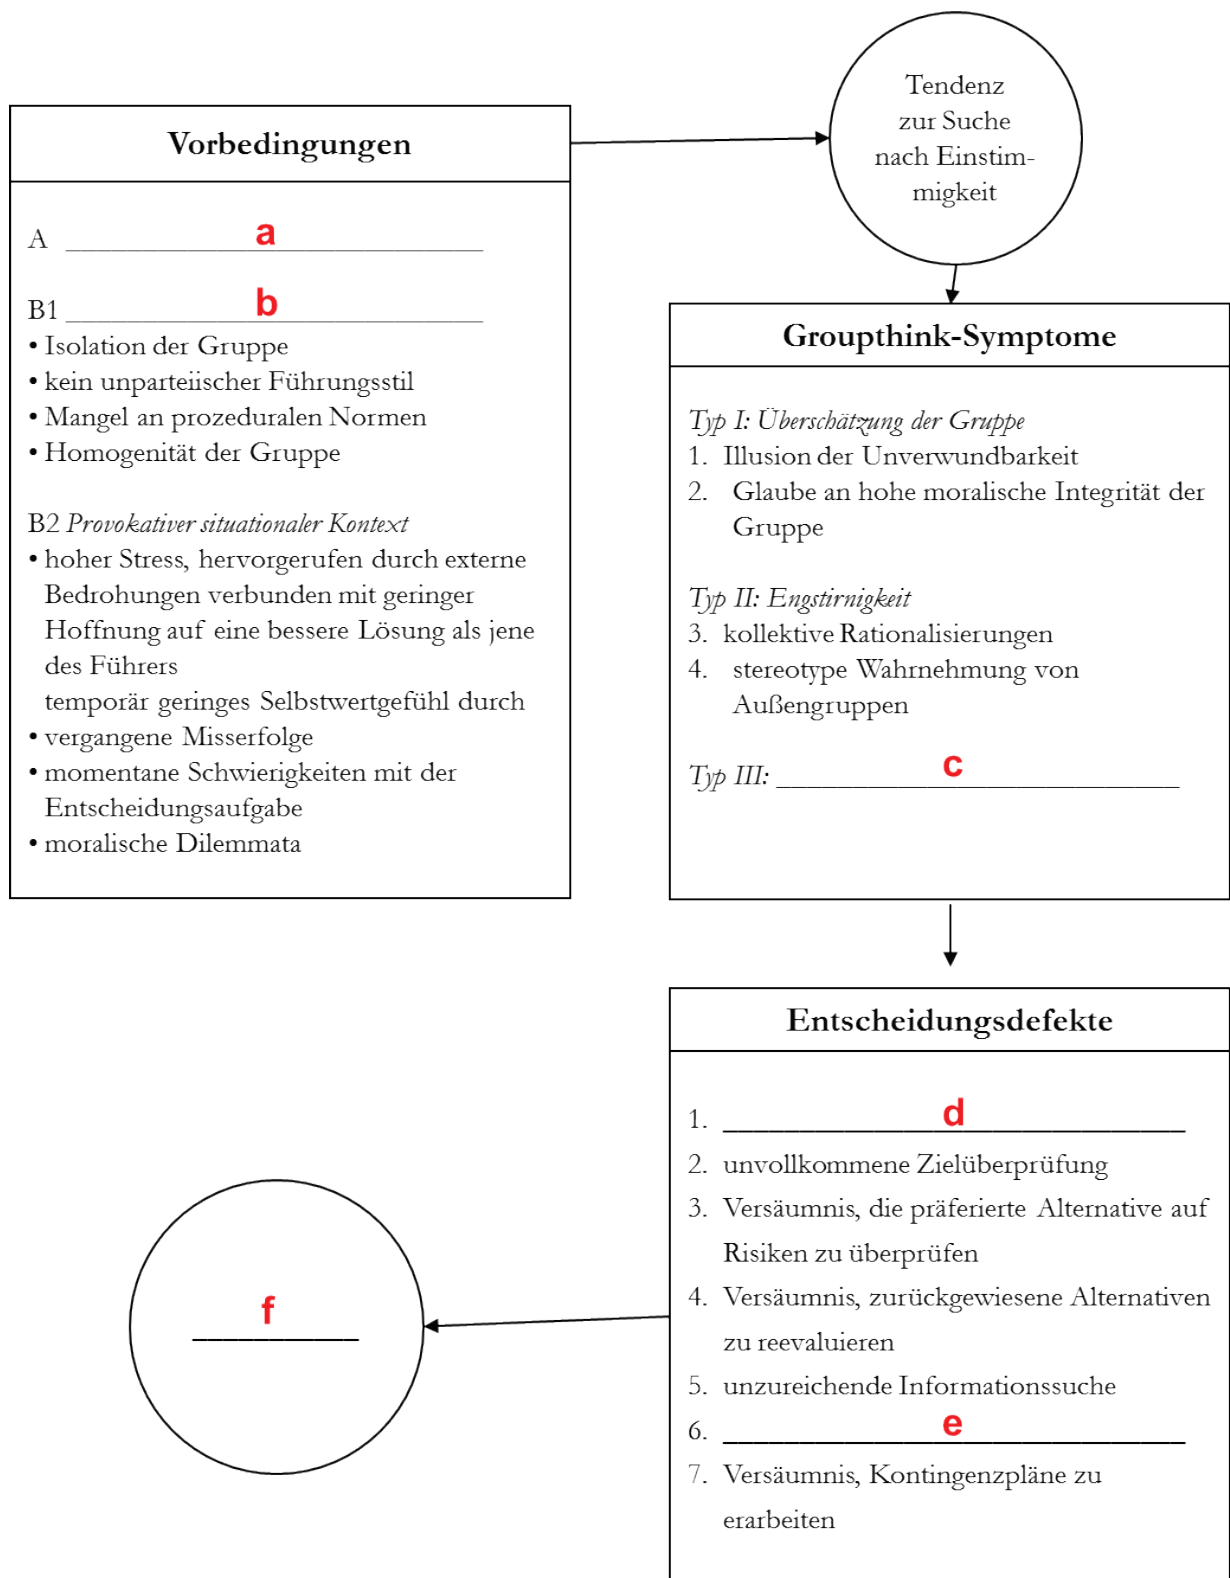 Tendenz
zur Suche
nach Einstim-
migkeit
Vorbedingungen
A ____________________________
a
B1 ____________________________
b
• Isolation der Gruppe
• kein unparteiischer Führungsstil
• Mangel an prozeduralen Normen
• Homogenität der Gruppe
B2 Provokativer situationaler Kontext
• hoher Stress, hervorgerufen durch externe
Bedrohungen verbunden mit geringer
Hoffnung auf eine bessere Lösung als jene
des Führers
temporär geringes Selbstwertgefühl durch
• vergangene Misserfolge
• momentane Schwierigkeiten mit der
Entscheidungsaufgabe
• moralische Dilemmata
Groupthink-Symptome
Typ I: Überschätzung der Gruppe
1. Illusion der Unverwundbarkeit
2. Glaube an hohe moralische Integrität der
Gruppe
Typ II: Engstirnigkeit
3. kollektive Rationalisierungen
4. stereotype Wahrnehmung von
Außengruppen
Typ III: ___________________________
c
Entscheidungsdefekte
1. ____________________________
d
2. unvollkommene Zielüberprüfung
3. Versäumnis, die präferierte Alternative auf
Risiken zu überprüfen
4. Versäumnis, zurückgewiesene Alternativen
zu reevaluieren
5. unzureichende Informationssuche
6. ____________________________
e
7. Versäumnis, Kontingenzpläne zu
erarbeiten
f
__________